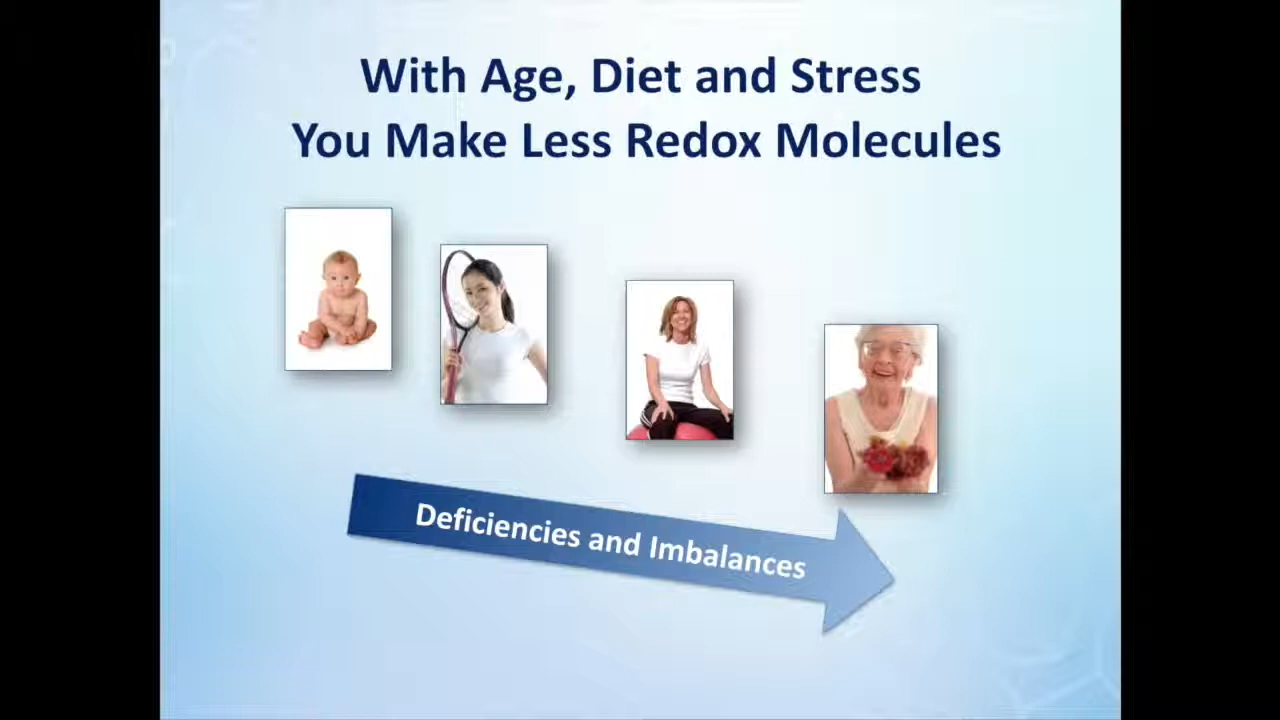 With Age, Diet and Stress
You Make Less Redox Molecules
Deficiencies and Imbalances